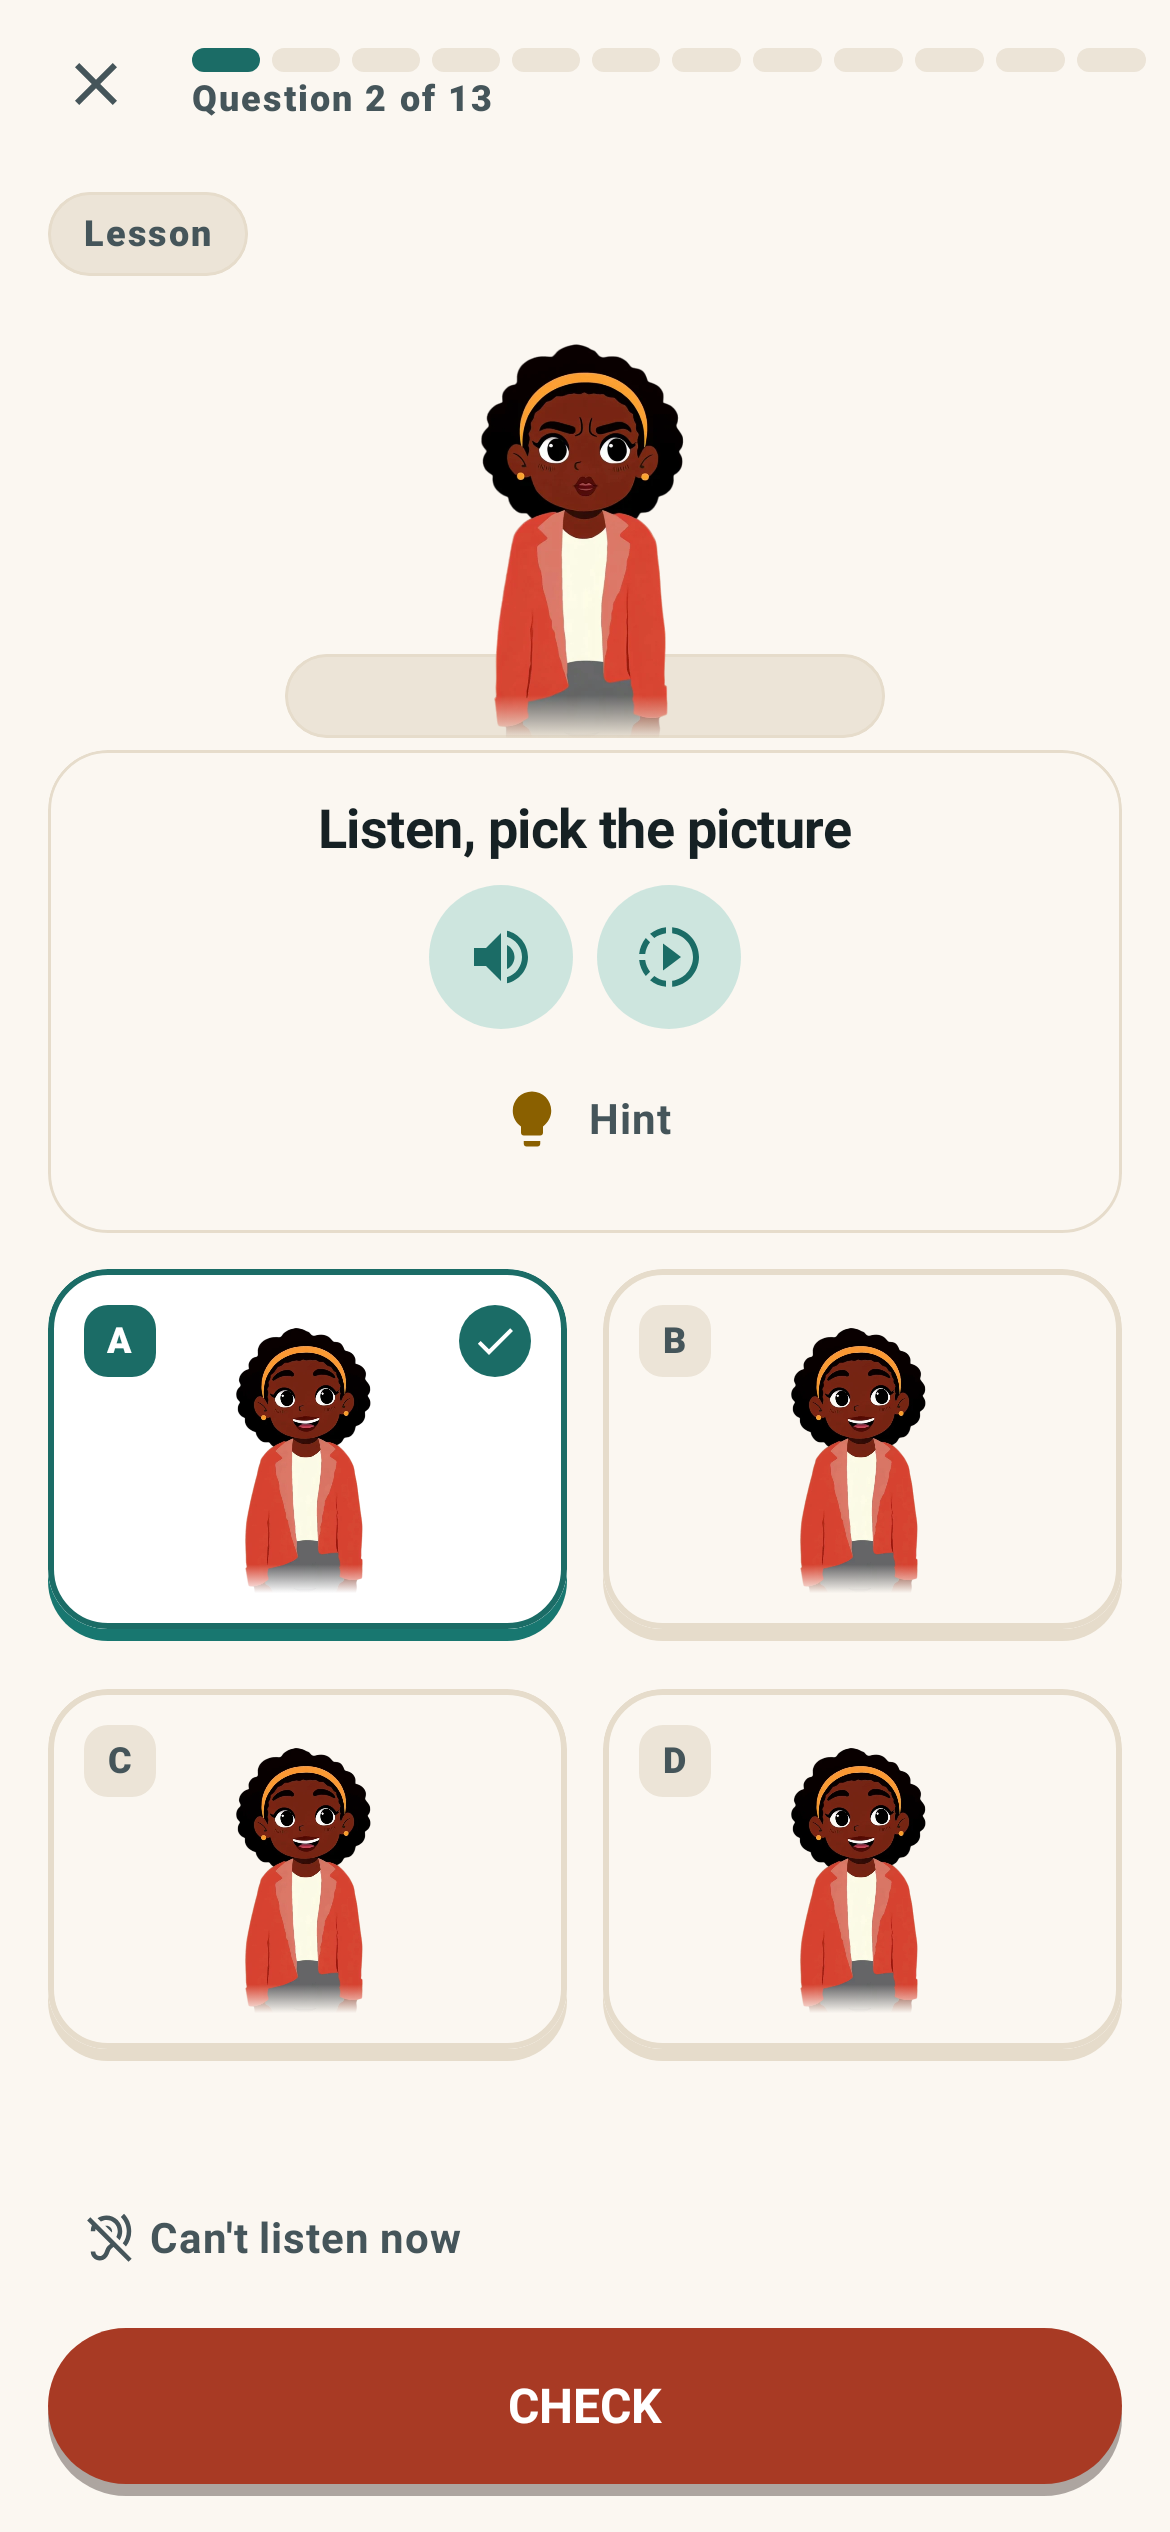 Question 2 of 13
Lesson
Listen, pick the picture
Hint
A
B
C
D
Can't listen now
CHECK